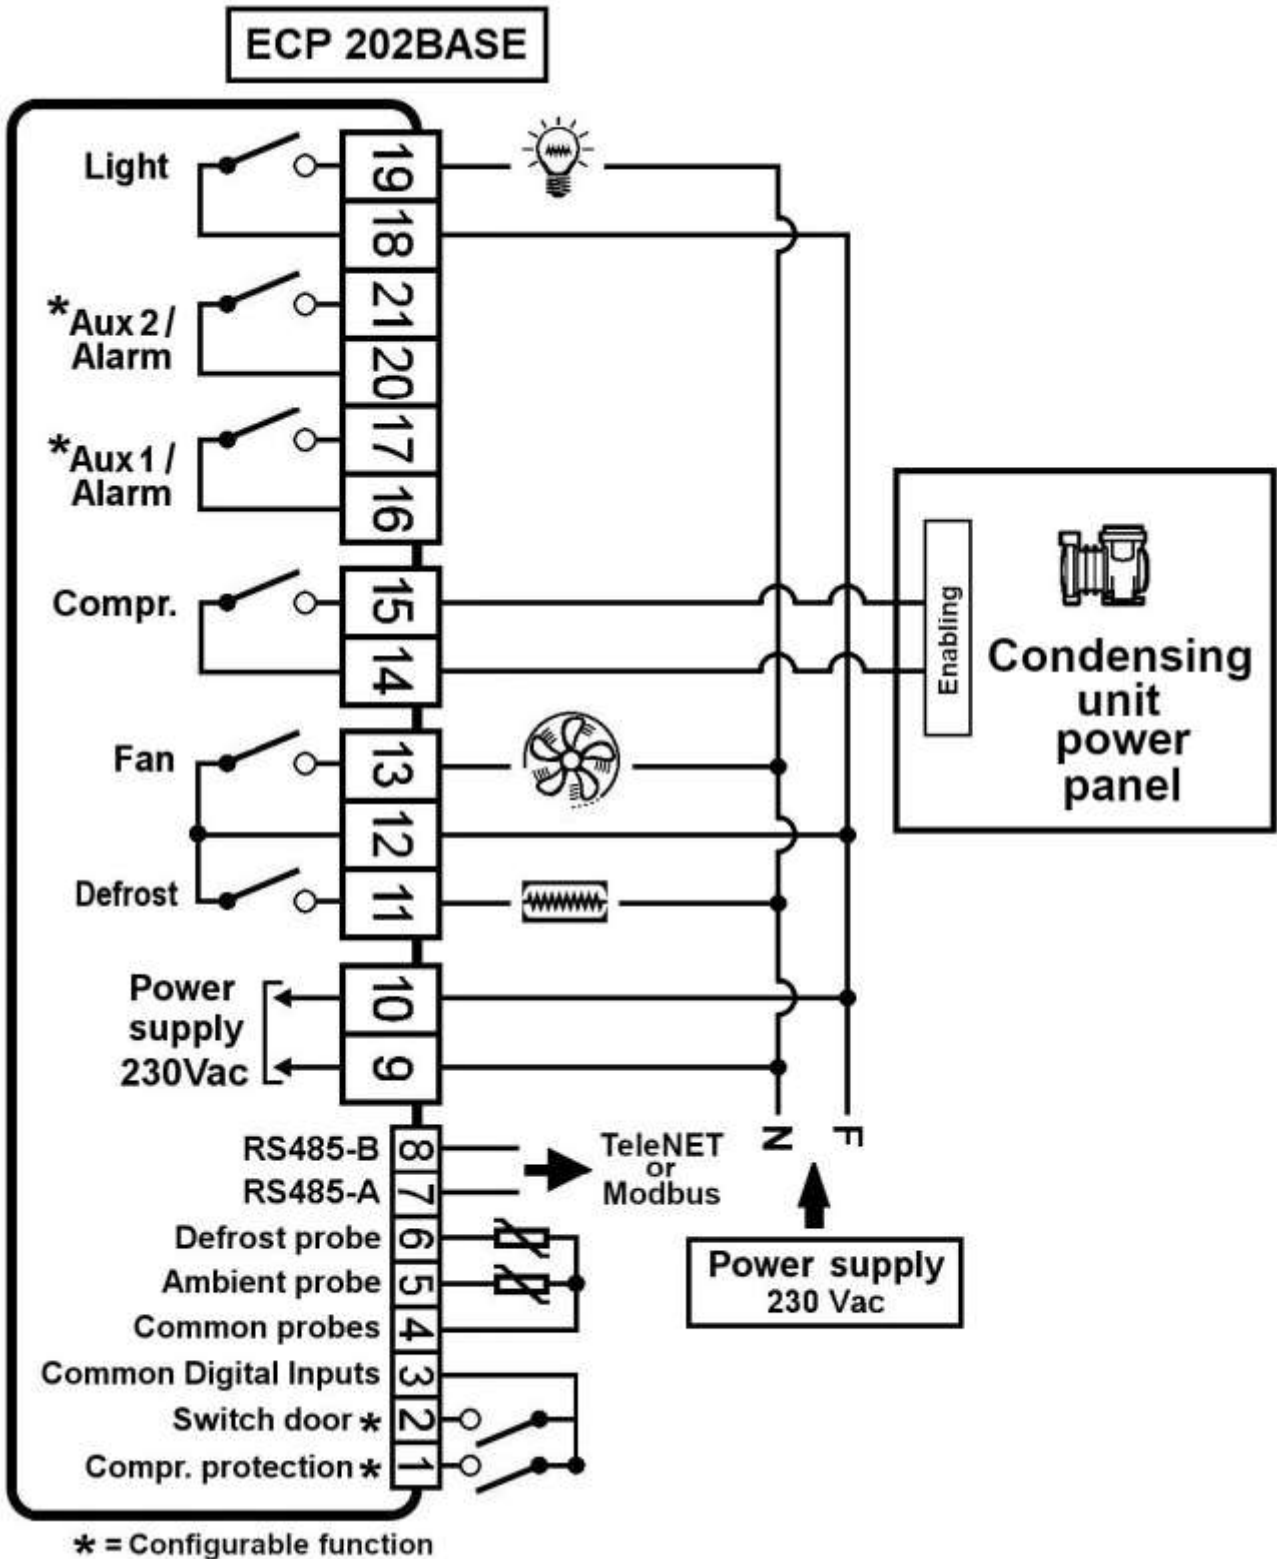 ECP 202BASE
Light
19
18
*Aux 2 /
Alarm
21
20
*Aux 1 /
Alarm
17
16
Compr.
15
14
Enabling
Condensing
unit
power
panel
Fan
13
12
Defrost
11
Power
supply
230Vac
10
9
N
F
RS485-B
8
RS485-A
7
TeleNET
or
Modbus
Defrost probe
6
Ambient probe
5
Common probes
4
Power supply
230 Vac
Common Digital Inputs
3
Switch door *
2
Compr. protection *
1
* = Configurable function